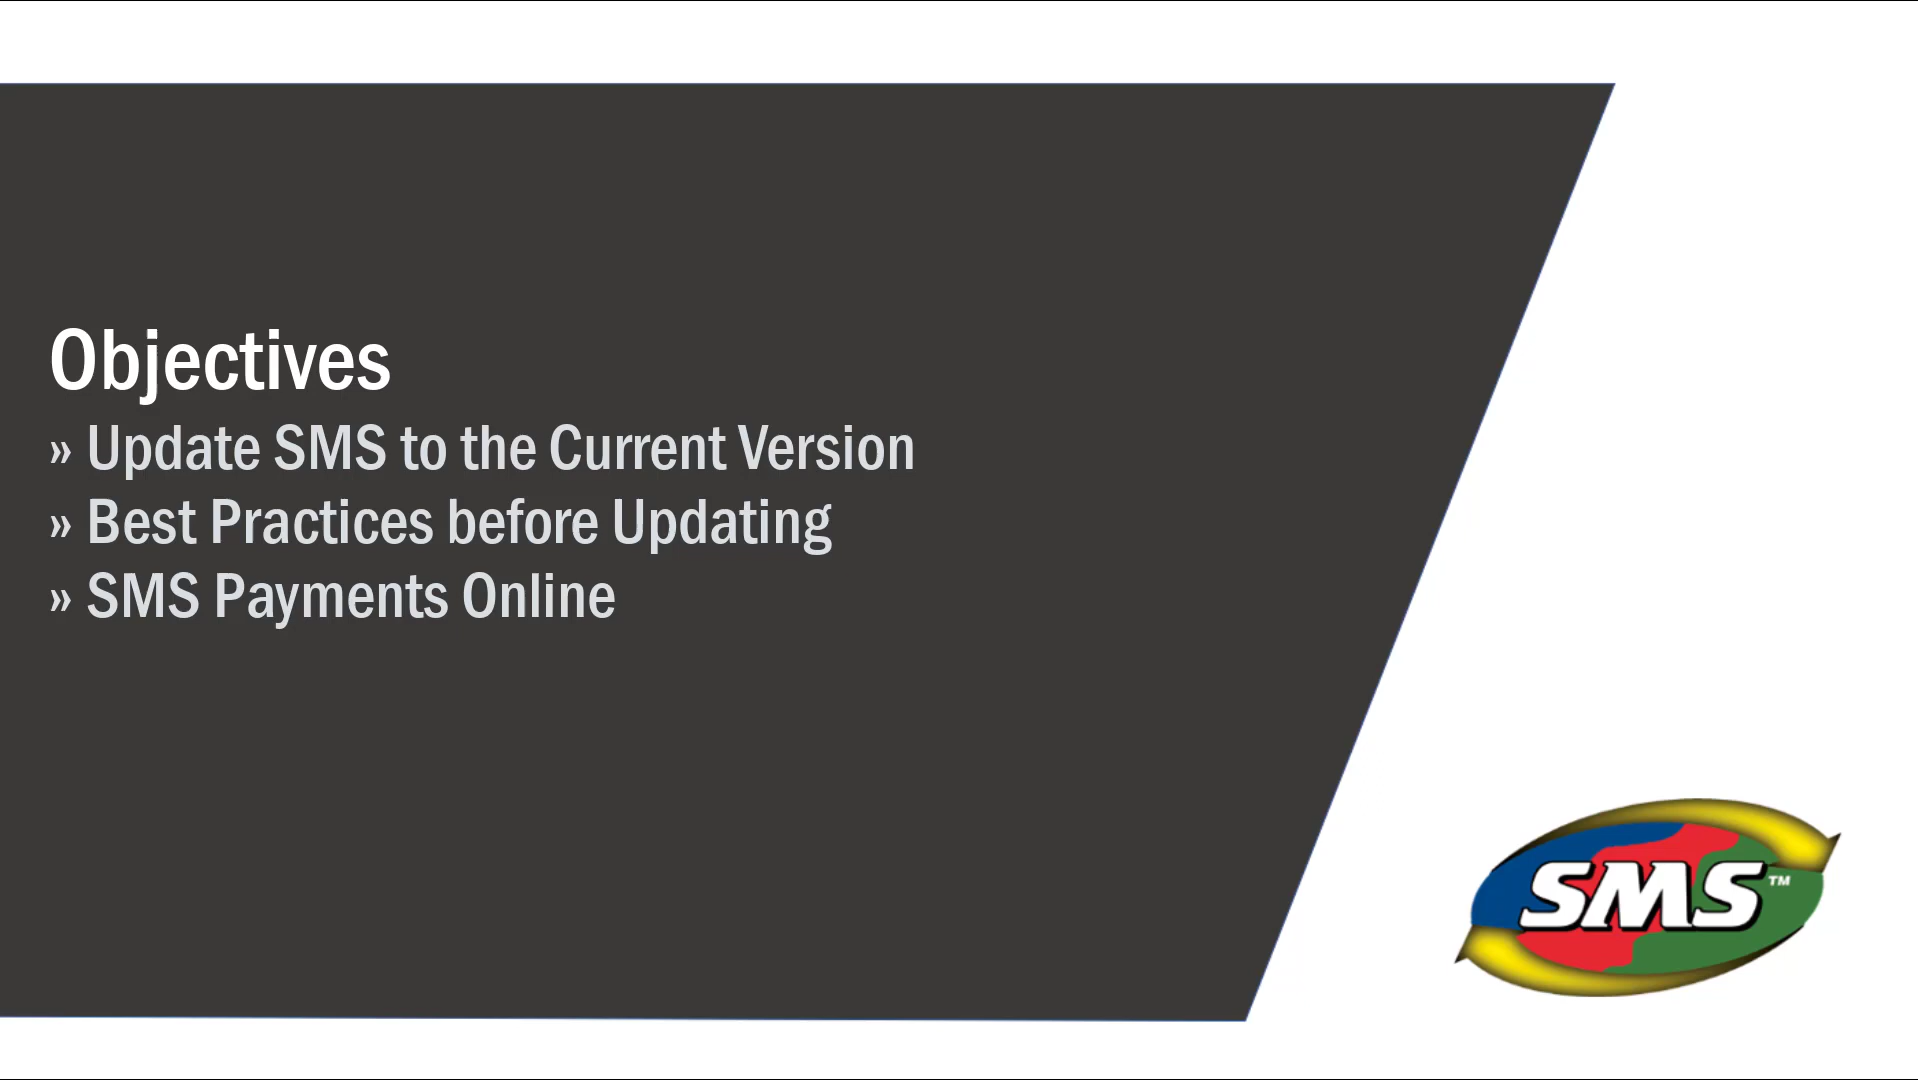 Objectives
» Update SMS to the Current Version
» Best Practices before Updating
» SMS Payments Online
SMS™